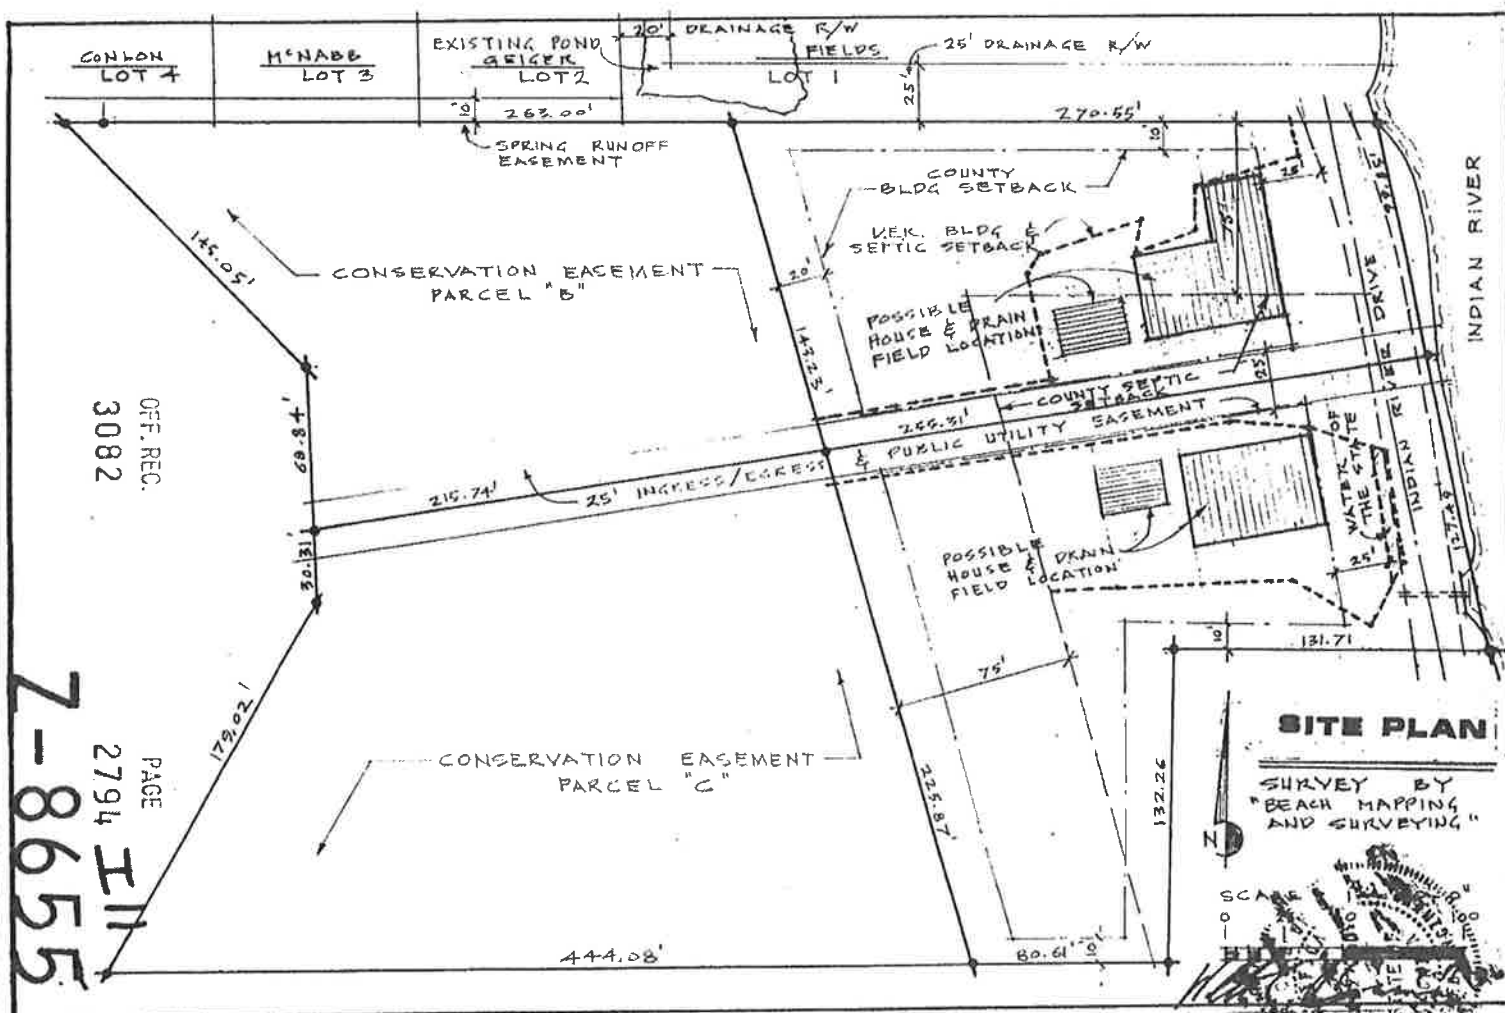 CONLON
LOT 4
McNABB
LOT 3
EXISTING POND
GEIGER
LOT 2
20' DRAINAGE R/W
FIELDS
LOT 1
25' DRAINAGE R/W
25'
10'
263.00'
270.55'
10'
SPRING RUNOFF
EASEMENT
COUNTY
BLDG SETBACK
25'
BLDG &
SEPTIC SETBACK
75'
145.05'
CONSERVATION EASEMENT
PARCEL "B"
20'
143.23'
POSSIBLE
HOUSE & DRAIN
FIELD LOCATION
INDIAN RIVER DRIVE
INDIAN RIVER
OFF. REC.
3082
68.84'
COUNTY SEPTIC
SETBACK
25'
255.31'
215.74'
25' INGRESS/EGRESS & PUBLIC UTILITY EASEMENT
30.31'
WATER OF
THE STATE
25'
127.49
POSSIBLE
HOUSE & DRAIN
FIELD LOCATION
10'
131.71
75'
179.02'
CONSERVATION EASEMENT
PARCEL "C"
225.87'
132.26
PAGE
2794
Z-8655
444.08'
80.61'
10'
SITE PLAN
SURVEY BY
"BEACH MAPPING
AND SURVEYING"
N